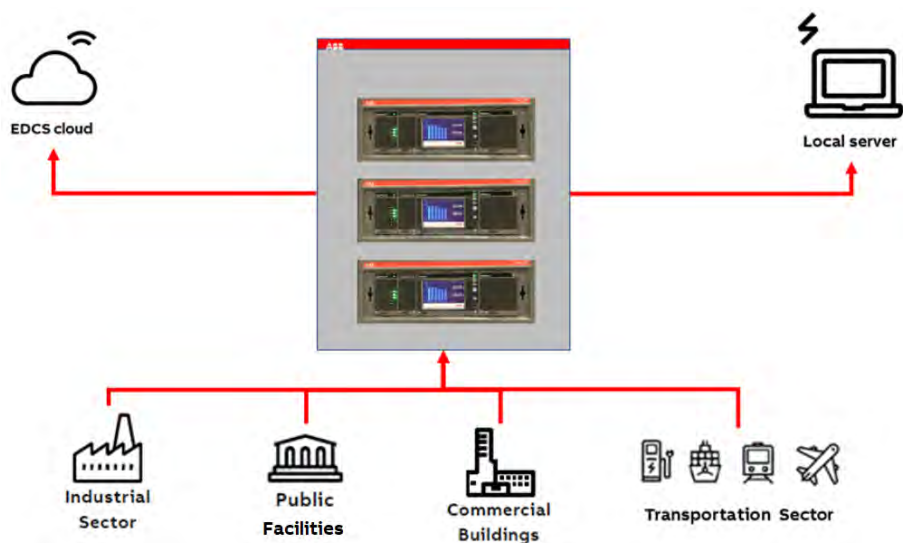 ABB
EDCS cloud
Local server
Industrial
Sector
Public
Facilities
Commercial
Buildings
Transportation Sector